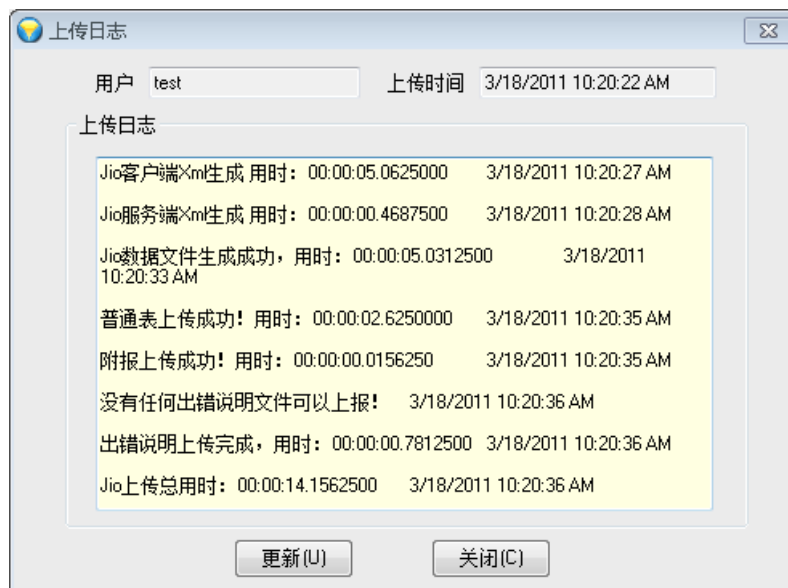 上传日志
用户 test 上传时间 3/18/2011 10:20:22 AM
上传日志
Jio客户端Xml生成 用时：00:00:05.0625000 3/18/2011 10:20:27 AM
Jio服务端Xml生成 用时：00:00:00.4687500 3/18/2011 10:20:28 AM
Jio数据文件生成成功，用时：00:00:05.0312500 3/18/2011
10:20:33 AM
普通表上传成功！用时：00:00:02.6250000 3/18/2011 10:20:35 AM
附报上传成功！用时：00:00:00.0156250 3/18/2011 10:20:35 AM
没有任何出错说明文件可以上报！ 3/18/2011 10:20:36 AM
出错说明上传完成，用时：00:00:00.7812500 3/18/2011 10:20:36 AM
Jio上传总用时：00:00:14.1562500 3/18/2011 10:20:36 AM
更新(U) 关闭(C)